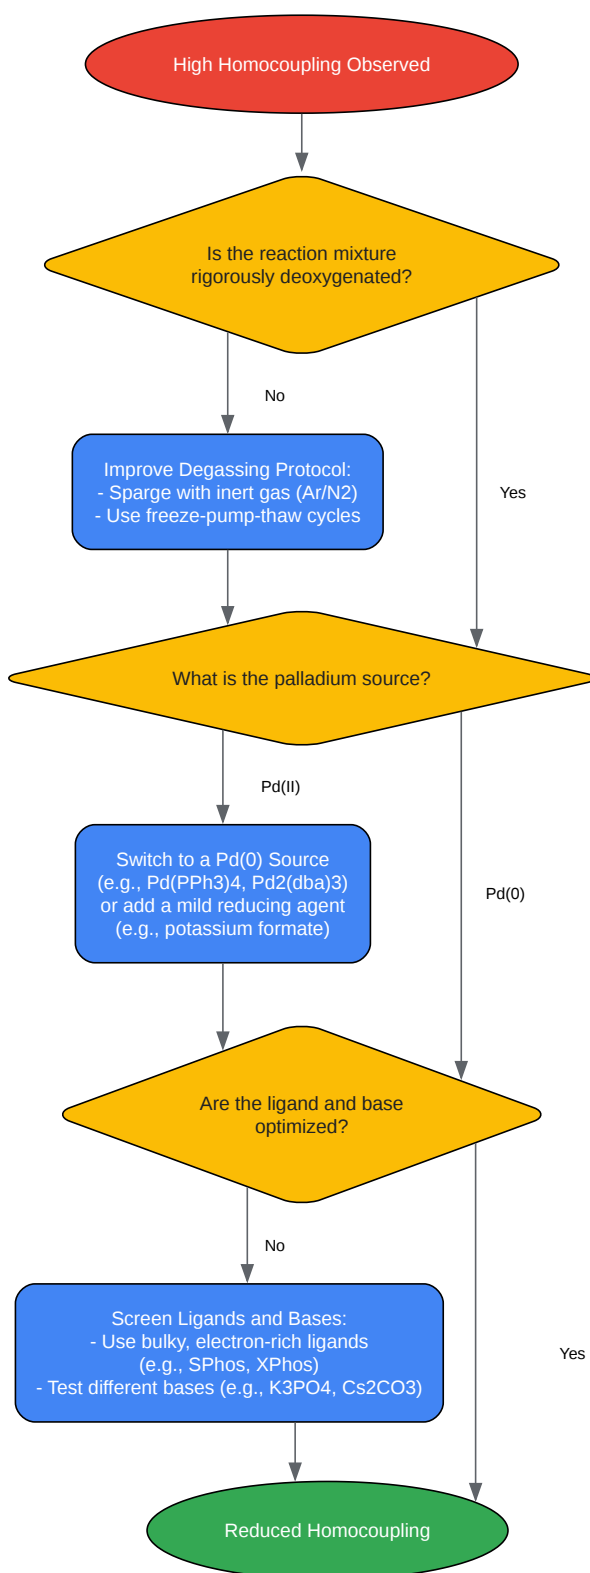 High Homocoupling Observed
Is the reaction mixture
rigorously deoxygenated?
No
Improve Degassing Protocol:
- Sparge with inert gas (Ar/N2)
- Use freeze-pump-thaw cycles
Yes
What is the palladium source?
Pd(II)
Switch to a Pd(0) Source
(e.g., Pd(PPh3)4, Pd2(dba)3)
or add a mild reducing agent
(e.g., potassium formate)
Pd(0)
Are the ligand and base
optimized?
No
Screen Ligands and Bases:
- Use bulky, electron-rich ligands
(e.g., SPhos, XPhos)
- Test different bases (e.g., K3PO4, Cs2CO3)
Yes
Reduced Homocoupling